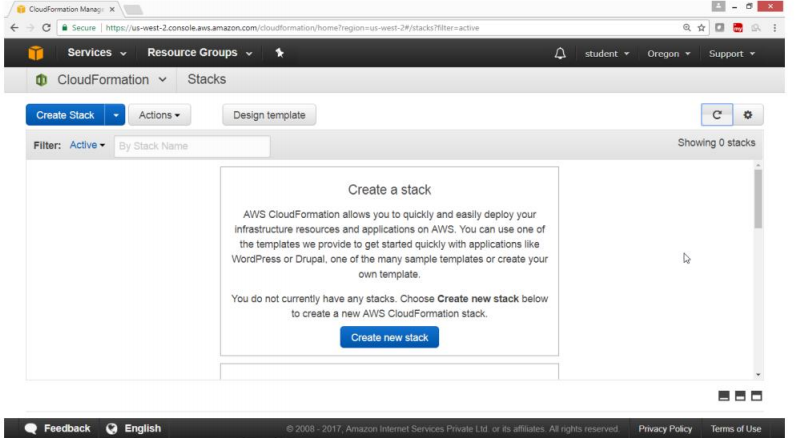 CloudFormation Manage
Secure | https://us-west-2.console.aws.amazon.com/cloudformation/home?region=us-west-2#/stacks?filter=active
Services Resource Groups student Oregon Support
CloudFormation Stacks
Create Stack Actions Design template
Filter: Active By Stack Name Showing 0 stacks
Create a stack
AWS CloudFormation allows you to quickly and easily deploy your
infrastructure resources and applications on AWS. You can use one of
the templates we provide to get started quickly with applications like
WordPress or Drupal, one of the many sample templates or create your
own template.
You do not currently have any stacks. Choose Create new stack below
to create a new AWS CloudFormation stack.
Create new stack
Feedback English © 2008 - 2017, Amazon Internet Services Private Ltd. or its affiliates. All rights reserved. Privacy Policy Terms of Use